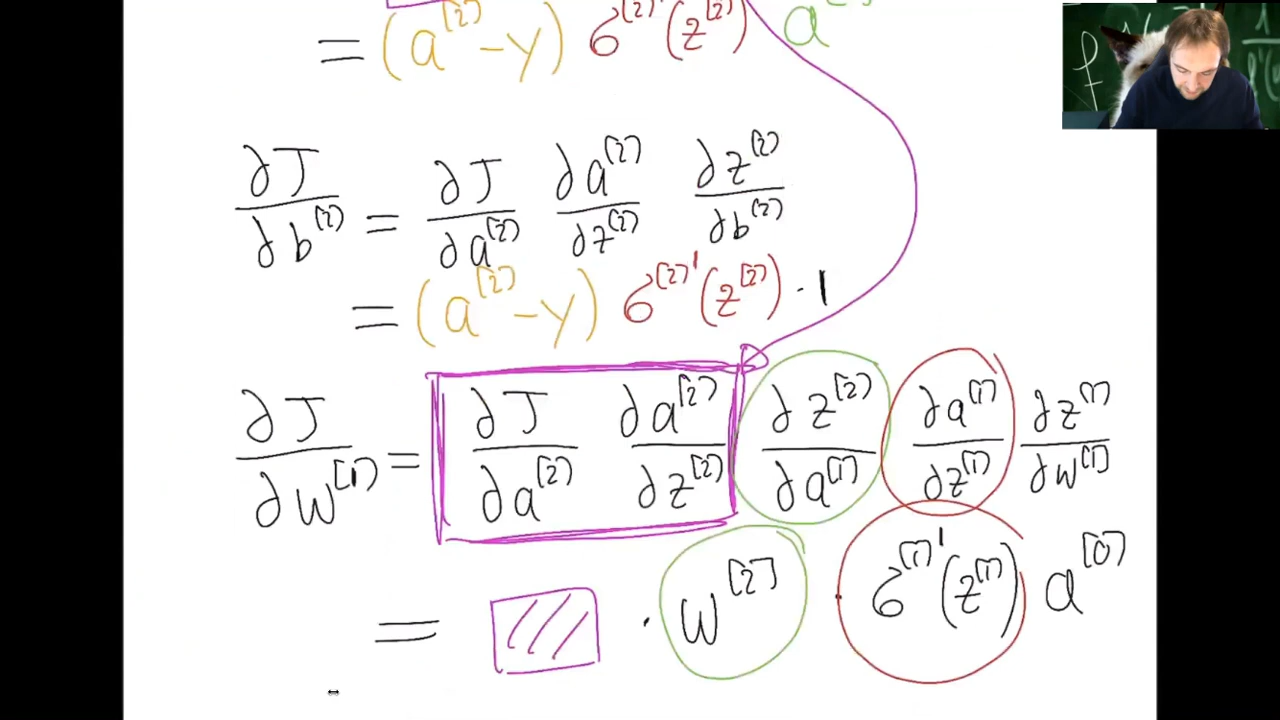 = (a^[2] - y) σ^[2]'(z^[2]) a
∂J/∂b^[2] = ∂J/∂a^[2] ∂a^[2]/∂z^[2] ∂z^[2]/∂b^[2]
= (a^[2] - y) σ^[2]'(z^[2]) · 1
∂J/∂w^[1] = ∂J/∂a^[2] ∂a^[2]/∂z^[2] ∂z^[2]/∂a^[1] ∂a^[1]/∂z^[1] ∂z^[1]/∂w^[1]
= · w^[2] · σ^[1]'(z^[1]) a^[0]